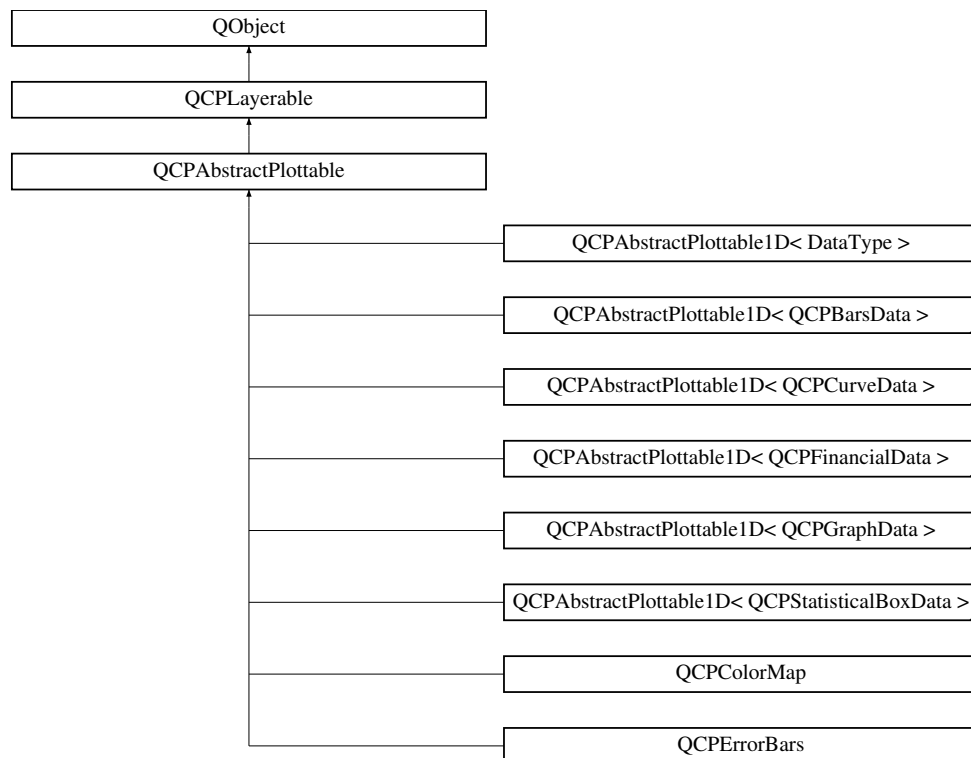 QObject
QCPLayerable
QCPAbstractPlottable
QCPAbstractPlottable1D< DataType >
QCPAbstractPlottable1D< QCPBarsData >
QCPAbstractPlottable1D< QCPCurveData >
QCPAbstractPlottable1D< QCPFinancialData >
QCPAbstractPlottable1D< QCPGraphData >
QCPAbstractPlottable1D< QCPStatisticalBoxData >
QCPColorMap
QCPErrorBars